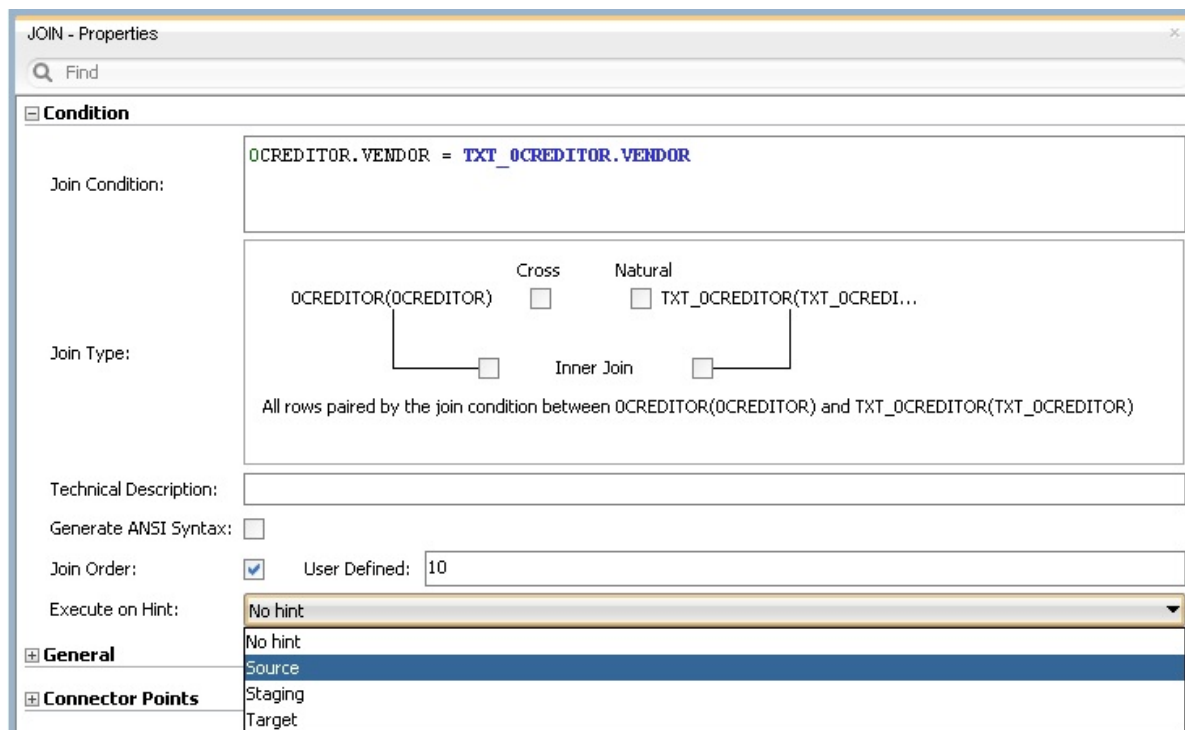 JOIN - Properties
Find
Condition
Join Condition:
0CREDITOR.VENDOR = TXT_0CREDITOR.VENDOR
Join Type:
Cross Natural
0CREDITOR(0CREDITOR) TXT_0CREDITOR(TXT_0CREDI...
Inner Join
All rows paired by the join condition between 0CREDITOR(0CREDITOR) and TXT_0CREDITOR(TXT_0CREDITOR)
Technical Description:
Generate ANSI Syntax:
Join Order: User Defined: 10
Execute on Hint: No hint
No hint
General
Source
Connector Points
Staging
Target